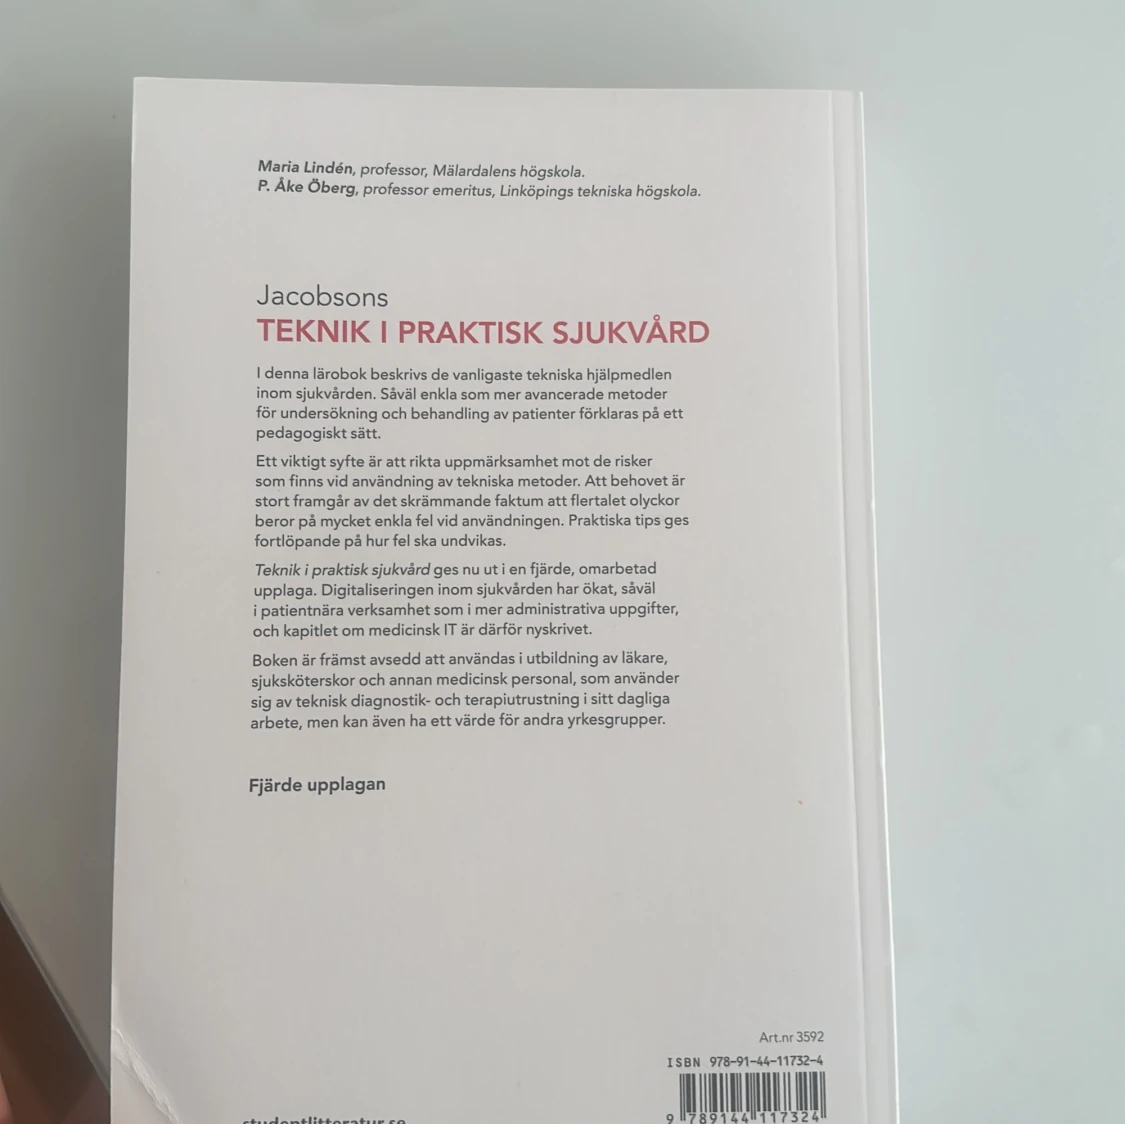 Maria Lindén, professor, Mälardalens högskola.
P. Åke Öberg, professor emeritus, Linköpings tekniska högskola.
Jacobsons
TEKNIK I PRAKTISK SJUKVÅRD
I denna lärobok beskrivs de vanligaste tekniska hjälpmedlen
inom sjukvården. Såväl enkla som mer avancerade metoder
för undersökning och behandling av patienter förklaras på ett
pedagogiskt sätt.
Ett viktigt syfte är att rikta uppmärksamhet mot de risker
som finns vid användning av tekniska metoder. Att behovet är
stort framgår av det skrämmande faktum att flertalet olyckor
beror på mycket enkla fel vid användningen. Praktiska tips ges
fortlöpande på hur fel ska undvikas.
Teknik i praktisk sjukvård ges nu ut i en fjärde, omarbetad
upplaga. Digitaliseringen inom sjukvården har ökat, såväl
i patientnära verksamhet som i mer administrativa uppgifter,
och kapitlet om medicinsk IT är därför nyskrivet.
Boken är främst avsedd att användas i utbildning av läkare,
sjuksköterskor och annan medicinsk personal, som använder
sig av teknisk diagnostik- och terapiutrustning i sitt dagliga
arbete, men kan även ha ett värde för andra yrkesgrupper.
Fjärde upplagan
Art.nr 3592
ISBN 978-91-44-11732-4
9 789144 117324
studentlitteratur.se